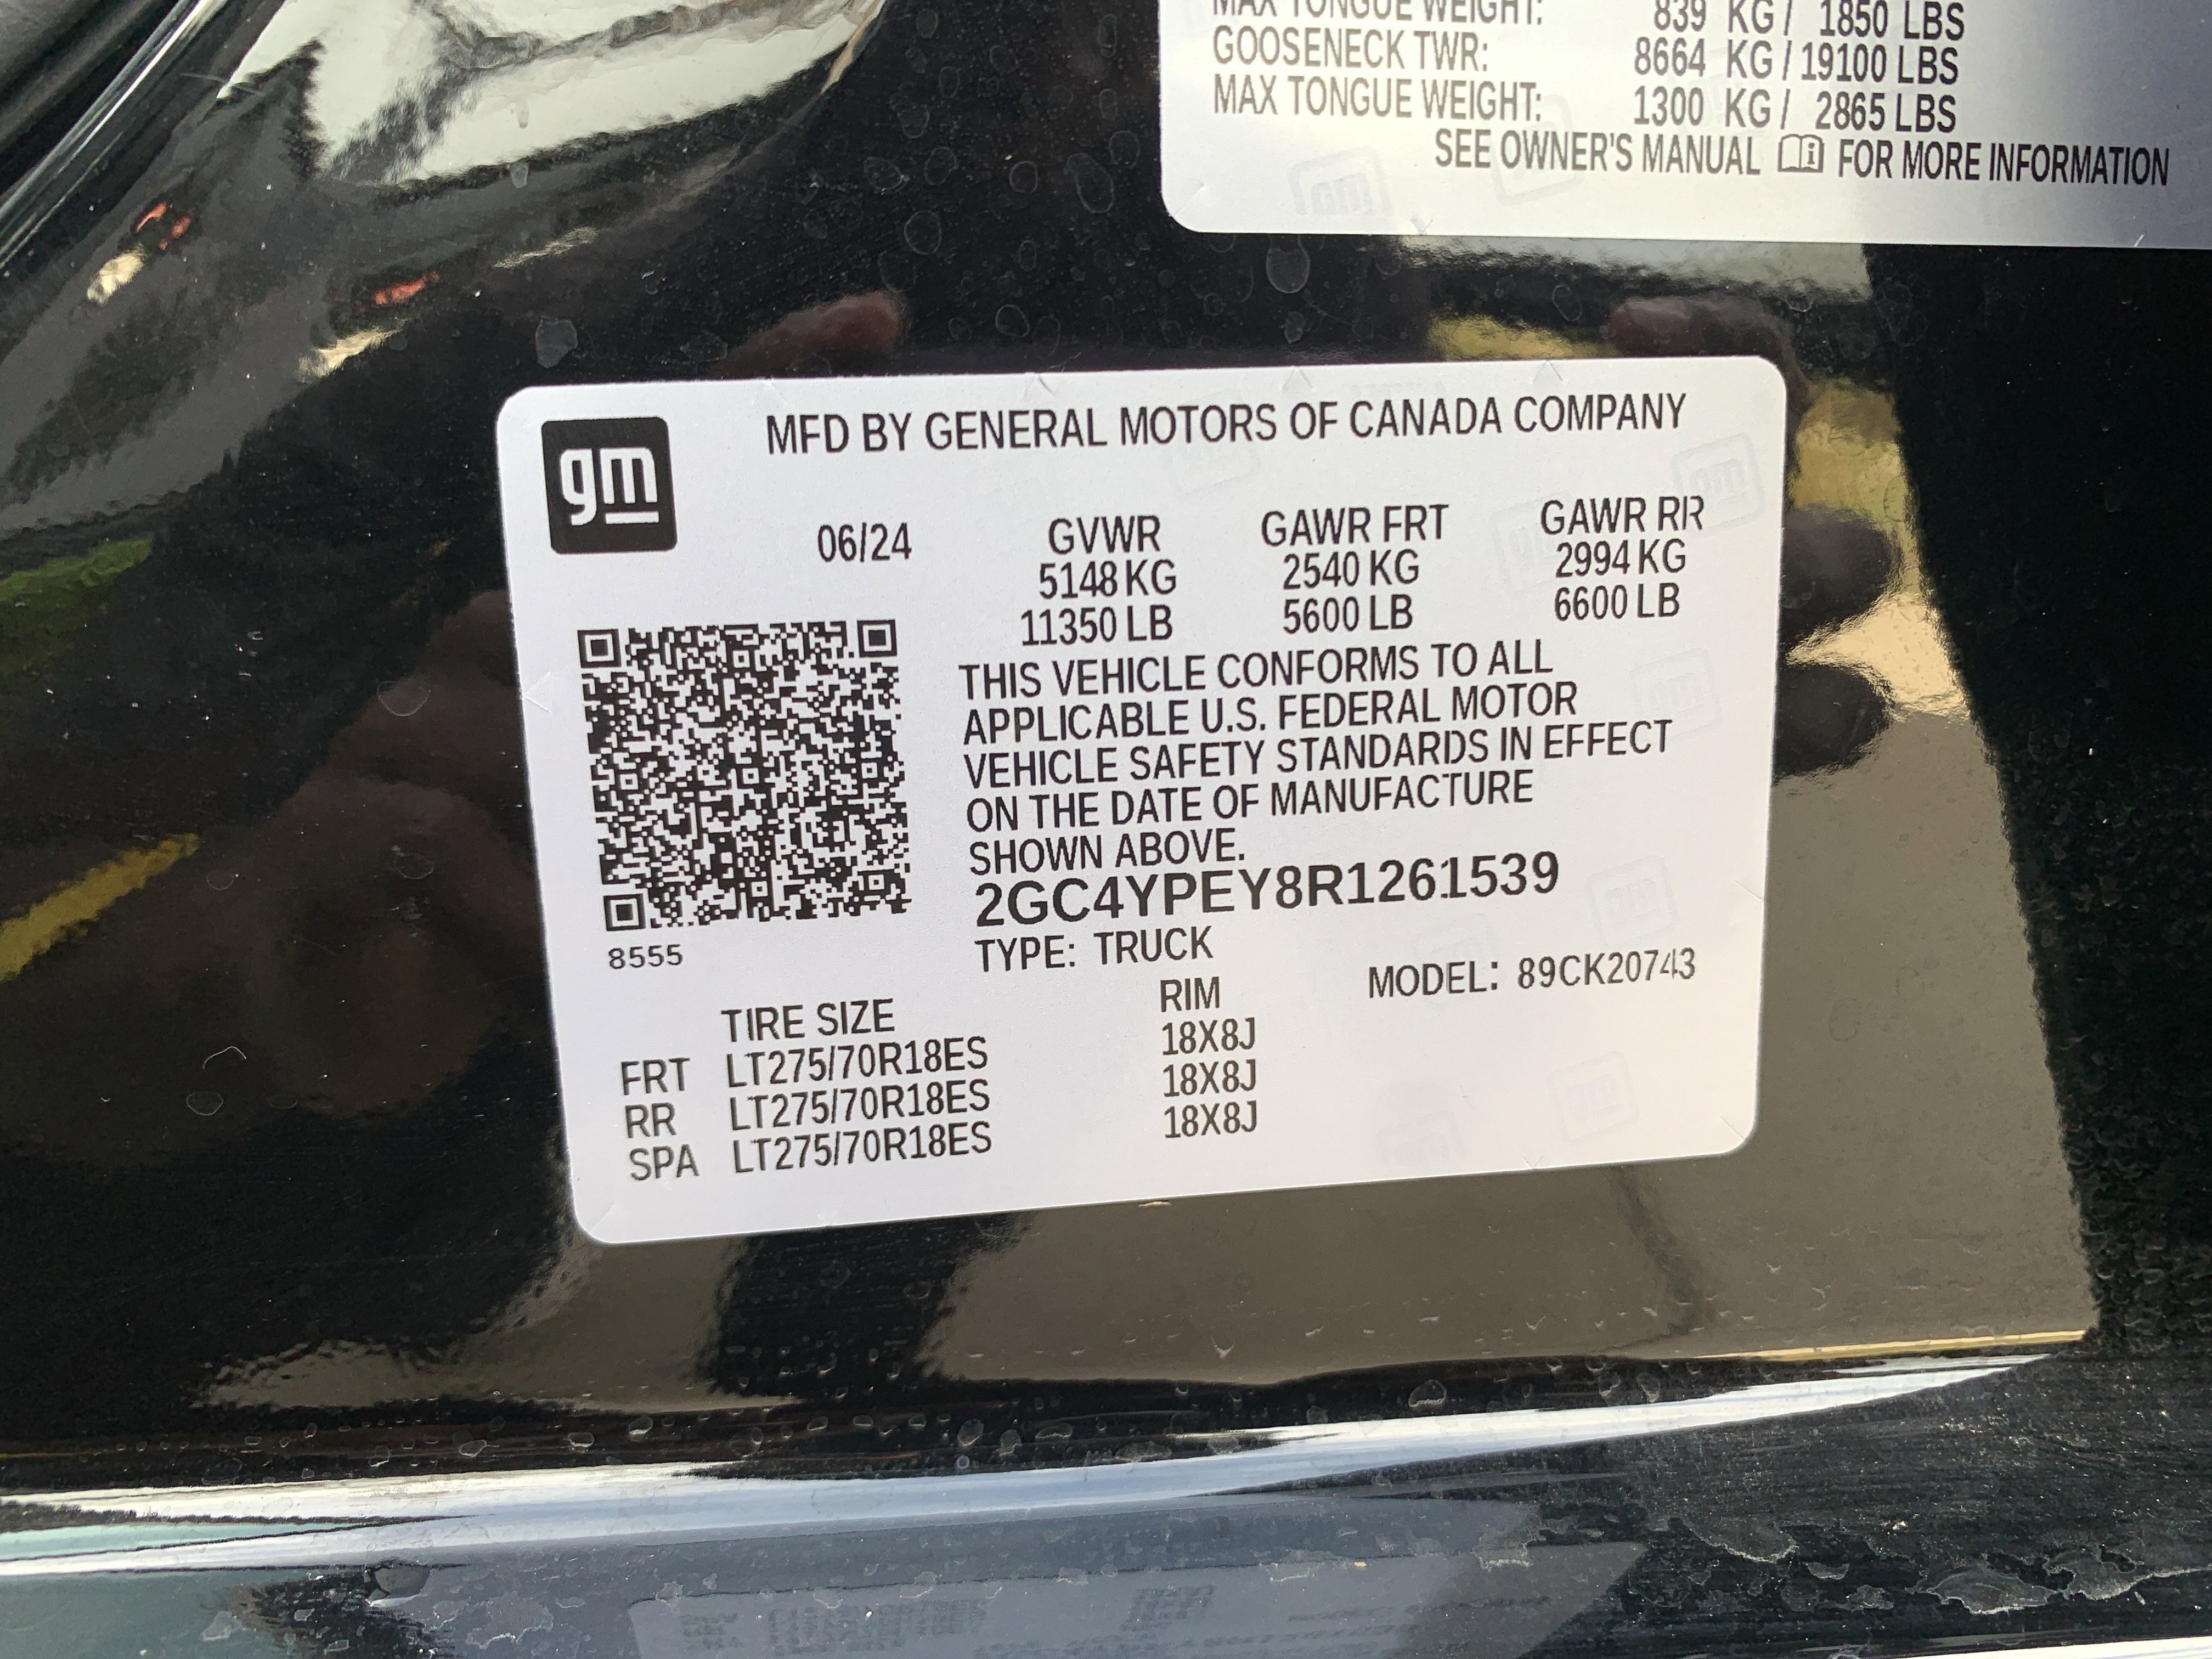 MAX TONGUE WEIGHT: 839 KG / 1850 LBS
GOOSENECK TWR: 8664 KG / 19100 LBS
MAX TONGUE WEIGHT: 1300 KG / 2865 LBS
SEE OWNER'S MANUAL FOR MORE INFORMATION
gm
MFD BY GENERAL MOTORS OF CANADA COMPANY
06/24 GVWR GAWR FRT GAWR RR
5148 KG 2540 KG 2994 KG
11350 LB 5600 LB 6600 LB
THIS VEHICLE CONFORMS TO ALL
APPLICABLE U.S. FEDERAL MOTOR
VEHICLE SAFETY STANDARDS IN EFFECT
ON THE DATE OF MANUFACTURE
SHOWN ABOVE.
2GC4YPEY8R1261539
8555
TYPE: TRUCK MODEL: 89CK20743
TIRE SIZE RIM
FRT LT275/70R18ES 18X8J
RR LT275/70R18ES 18X8J
SPA LT275/70R18ES 18X8J